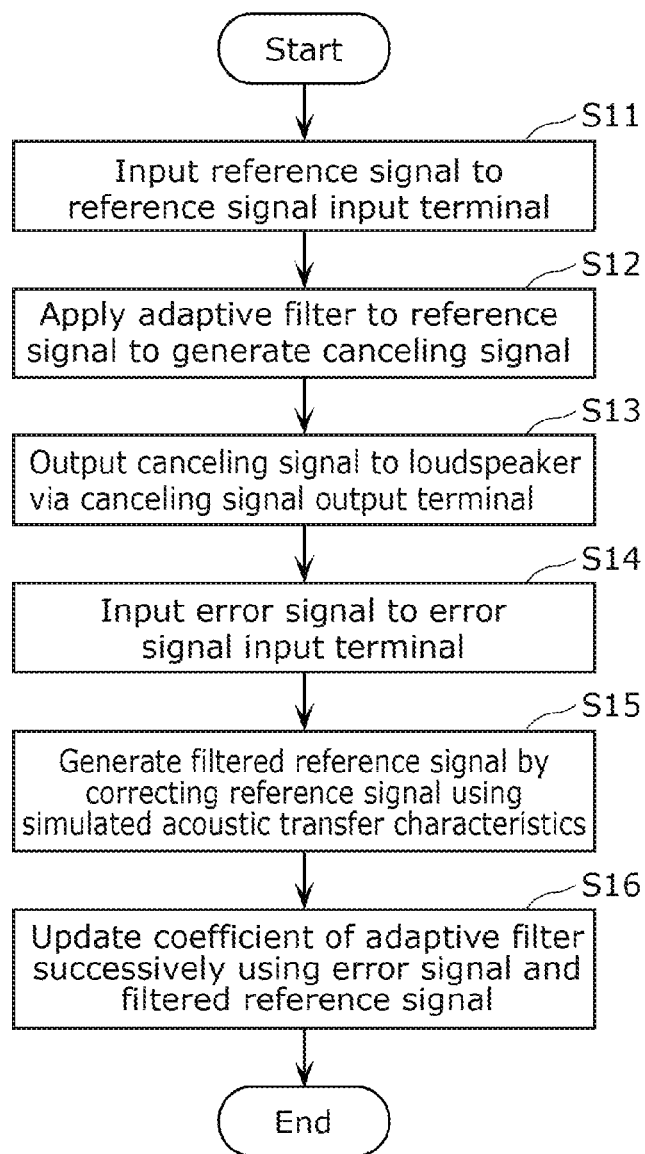 Start
S11
Input reference signal to
reference signal input terminal
S12
Apply adaptive filter to reference
signal to generate canceling signal
S13
Output canceling signal to loudspeaker
via canceling signal output terminal
S14
Input error signal to error
signal input terminal
S15
Generate filtered reference signal by
correcting reference signal using
simulated acoustic transfer characteristics
S16
Update coefficient of adaptive filter
successively using error signal and
filtered reference signal
End